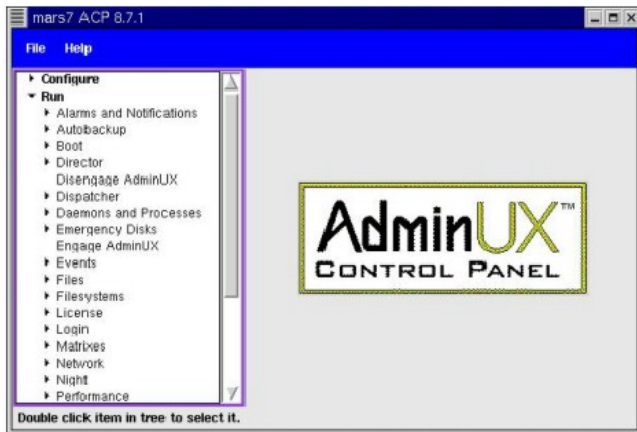 mars7 ACP 8.7.1
File Help
Configure
Run
Alarms and Notifications
Autobackup
Boot
Director
Disengage AdminUX
Dispatcher
Daemons and Processes
Emergency Disks
Engage AdminUX
Events
Files
Filesystems
License
Login
Matrixes
Network
Night
Performance
AdminUX™
CONTROL PANEL
Double click item in tree to select it.